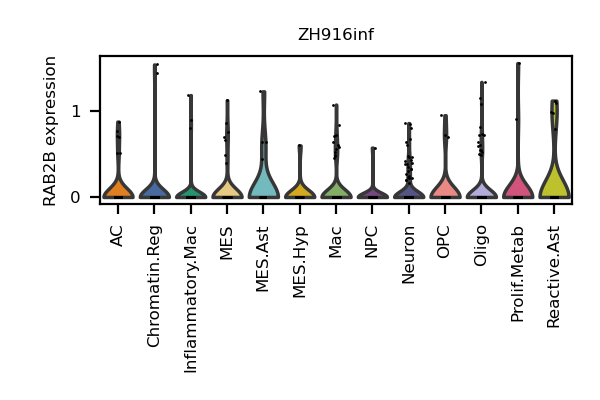 ZH916inf
RAB2B expression
1
0
AC
Chromatin.Reg
Inflammatory.Mac
MES
MES.Ast
MES.Hyp
Mac
NPC
Neuron
OPC
Oligo
Prolif.Metab
Reactive.Ast